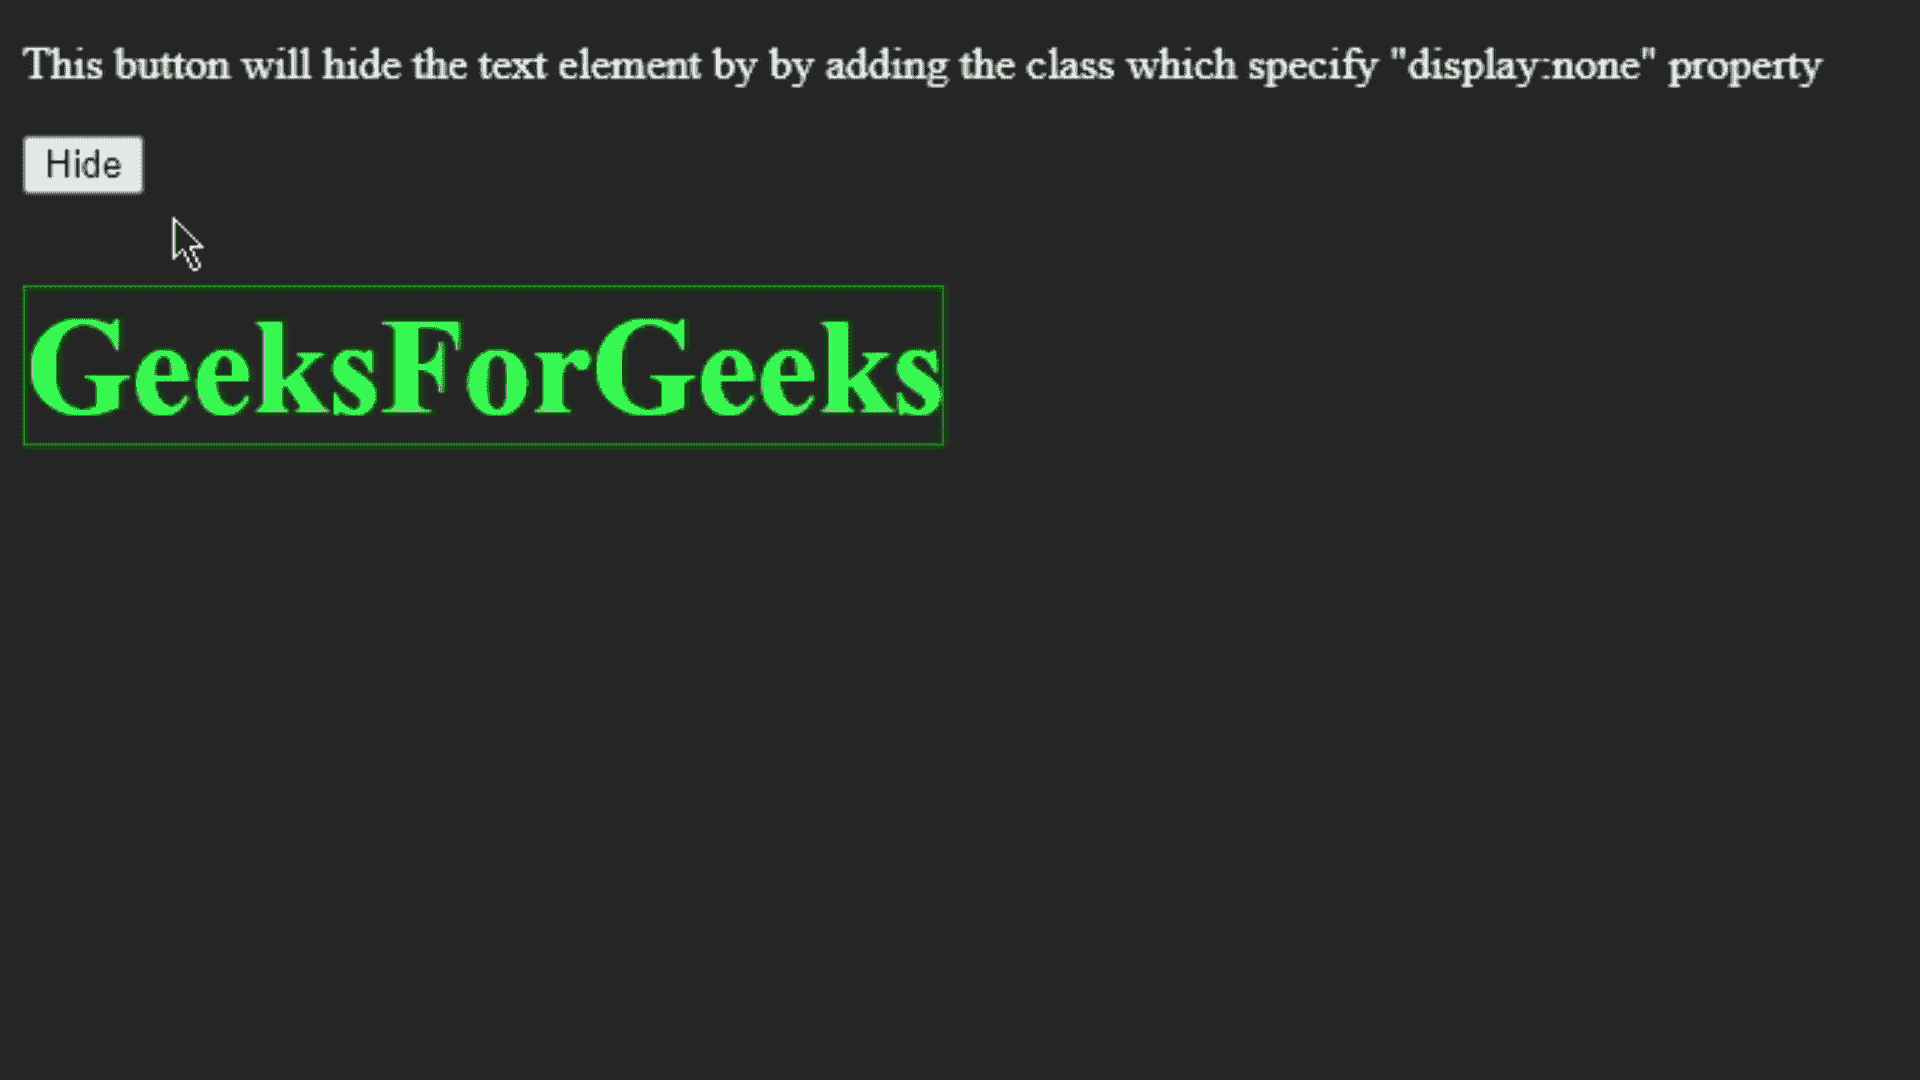 This button will hide the text element by by adding the class which specify "display:none" property
Hide
GeeksForGeeks